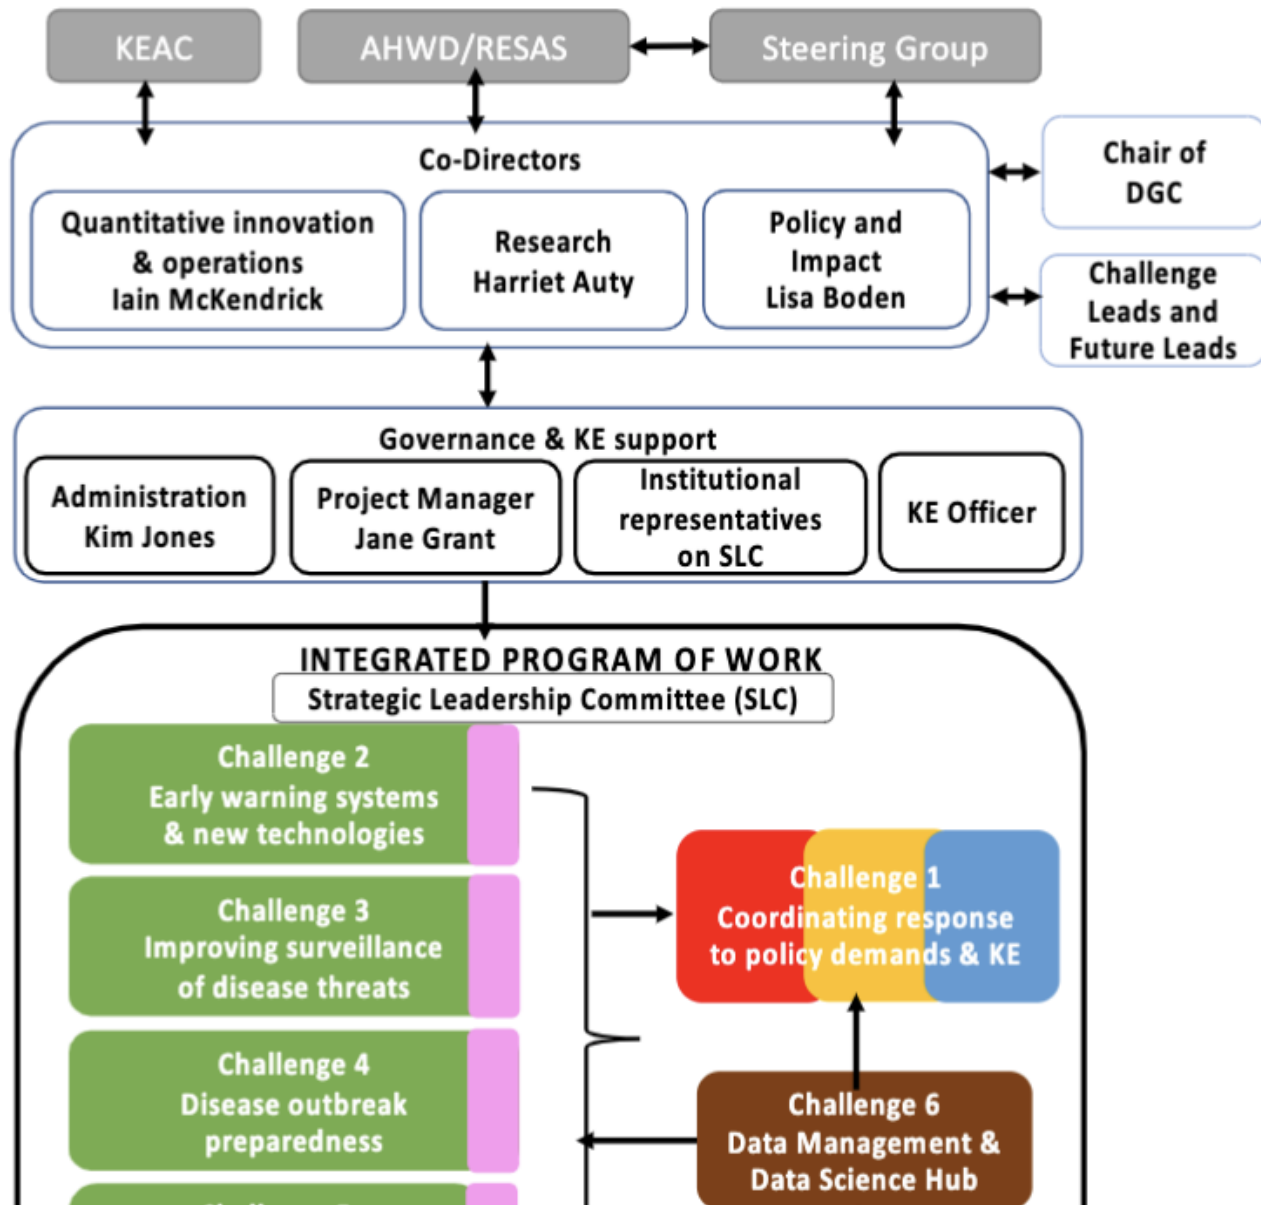 KEAC
AHWD/RESAS
Steering Group
Co-Directors
Quantitative innovation
& operations
Iain McKendrick
Research
Harriet Auty
Policy and
Impact
Lisa Boden
Chair of
DGC
Challenge
Leads and
Future Leads
Governance & KE support
Administration
Kim Jones
Project Manager
Jane Grant
Institutional
representatives
on SLC
KE Officer
INTEGRATED PROGRAM OF WORK
Strategic Leadership Committee (SLC)
Challenge 2
Early warning systems
& new technologies
Challenge 3
Improving surveillance
of disease threats
Challenge 4
Disease outbreak
preparedness
Challenge 1
Coordinating response
to policy demands & KE
Challenge 6
Data Management &
Data Science Hub